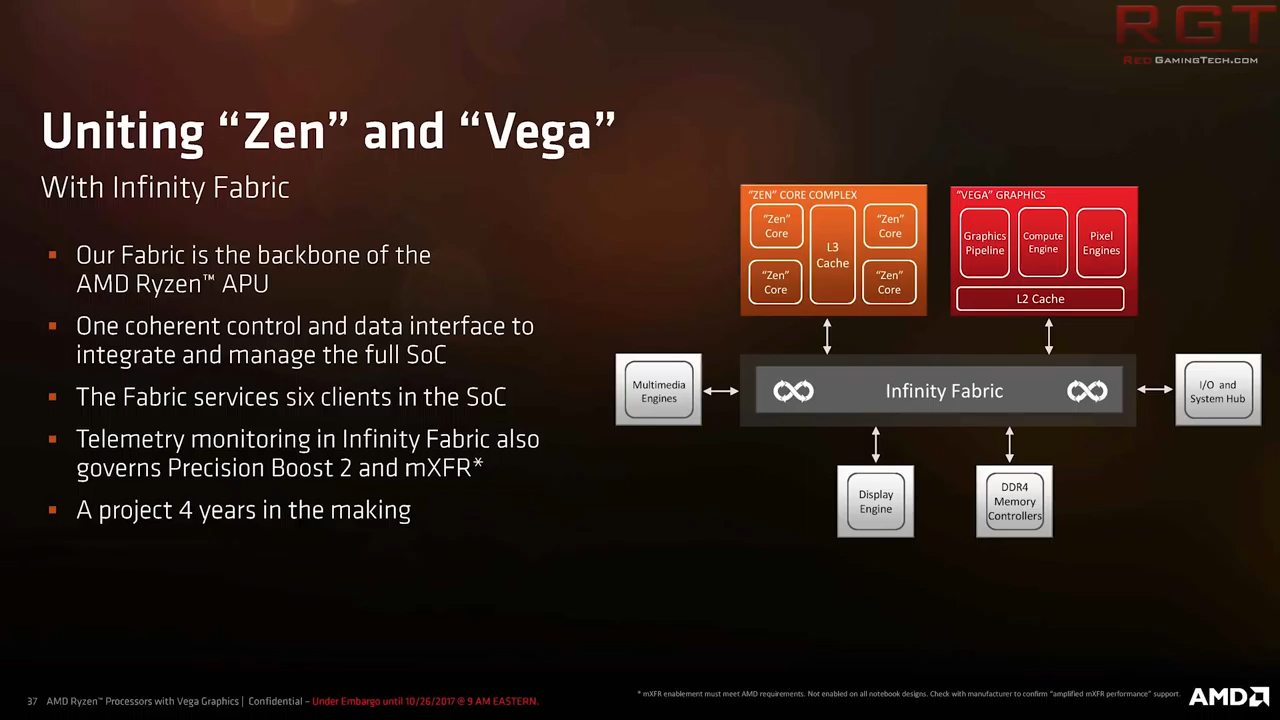 RGT
REDGAMINGTECH.COM
Uniting “Zen” and “Vega”
With Infinity Fabric
▪ Our Fabric is the backbone of the
AMD Ryzen™ APU
▪ One coherent control and data interface to
integrate and manage the full SoC
▪ The Fabric services six clients in the SoC
▪ Telemetry monitoring in Infinity Fabric also
governs Precision Boost 2 and mXFR*
▪ A project 4 years in the making
“ZEN” CORE COMPLEX
“Zen”
Core
“Zen”
Core
L3
Cache
“Zen”
Core
“Zen”
Core
“VEGA” GRAPHICS
Graphics
Pipeline
Compute
Engine
Pixel
Engines
L2 Cache
Multimedia
Engines
Infinity Fabric
I/O and
System Hub
Display
Engine
DDR4
Memory
Controllers
37 AMD Ryzen™ Processors with Vega Graphics | Confidential – Under Embargo until 10/26/2017 @ 9 AM EASTERN.
* mXFR enablement must meet AMD requirements. Not enabled on all notebook designs. Check with manufacturer to confirm “amplified mXFR performance” support.
AMD